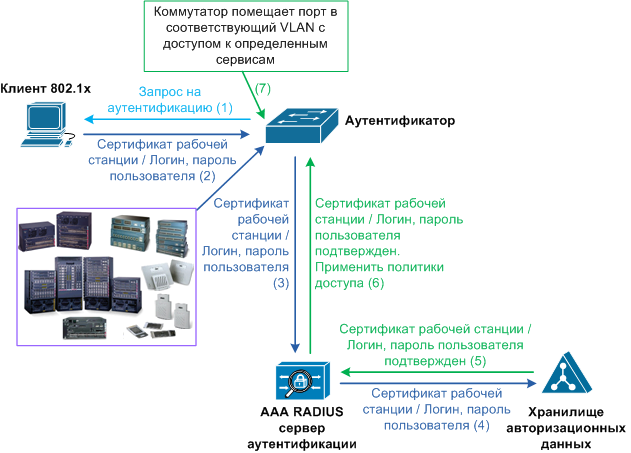 Коммутатор помещает порт в
соответствующий VLAN с
доступом к определенным
сервисам
(7)
Клиент 802.1x
Запрос на
аутентификацию (1)
Аутентификатор
Сертификат рабочей
станции / Логин, пароль
пользователя (2)
Сертификат
рабочей
станции /
Логин, пароль
пользователя
(3)
Сертификат рабочей
станции / Логин, пароль
пользователя
подтвержден.
Применить политики
доступа (6)
Сертификат рабочей станции /
Логин, пароль пользователя
подтвержден (5)
Сертификат рабочей
станции / Логин, пароль
пользователя (4)
AAA RADIUS
сервер
аутентификации
Хранилище
авторизационных
данных